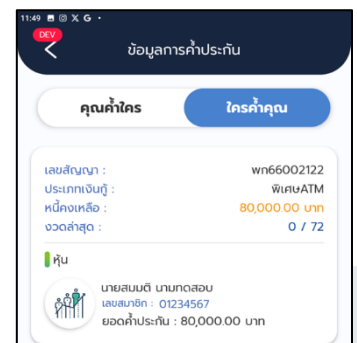 11:49
DEV
ข้อมูลการค้ำประกัน
คุณค้ำใคร ใครค้ำคุณ
เลขสัญญา : พก66002122
ประเภทเงินกู้ : พิเศษATM
หนี้คงเหลือ : 80,000.00 บาท
งวดล่าสุด : 0 / 72
หุ้น
นายสมมติ นามทดสอบ
เลขสมาชิก : 01234567
ยอดค้ำประกัน : 80,000.00 บาท